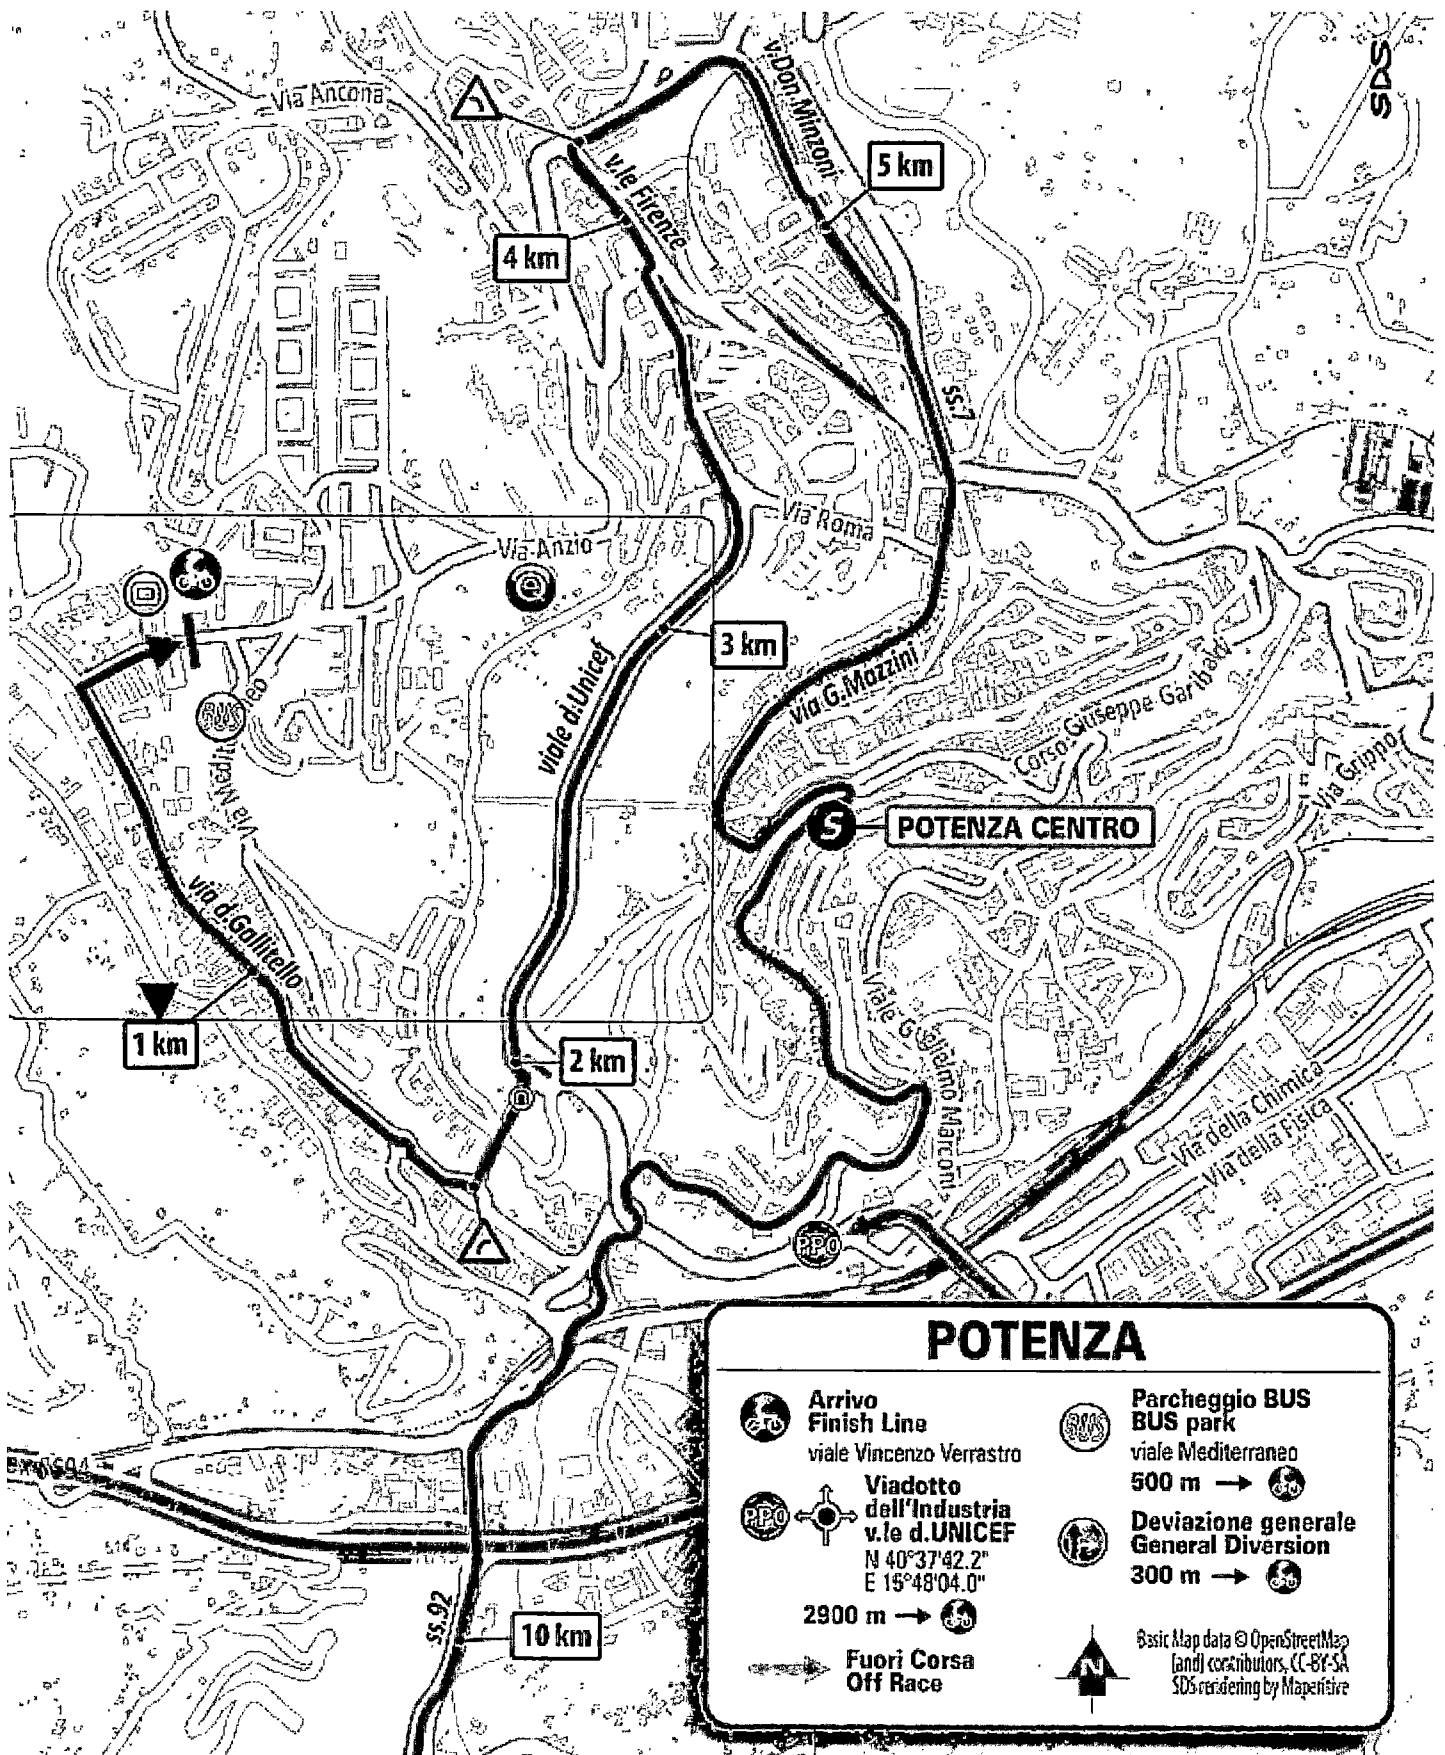 SDS
Via Ancona
v. Don Minzoni
5 km
v.le Firenze
4 km
ss.7
Via Roma
Via Anzio
3 km
viale d.Unicef
via G.Mazzini
Corso Giuseppe Garibaldi
BUS
Via Grippo
S
POTENZA CENTRO
via d.Gallitello
Viale Guglielmo Marconi
1 km
2 km
Via della Chimica
Via della Fisica
PPO
10 km
ss.92
POTENZA
Arrivo
Finish Line
viale Vincenzo Verrastro
PPO
Viadotto
dell'Industria
v.le d.UNICEF
N 40°37'42.2"
E 15°48'04.0"
2900 m
Fuori Corsa
Off Race
BUS
Parcheggio BUS
BUS park
viale Mediterraneo
500 m
Deviazione generale
General Diversion
300 m
N
Basic Map data © OpenStreetMap
(and) contributors, CC-BY-SA
SDS rendering by Maperitive